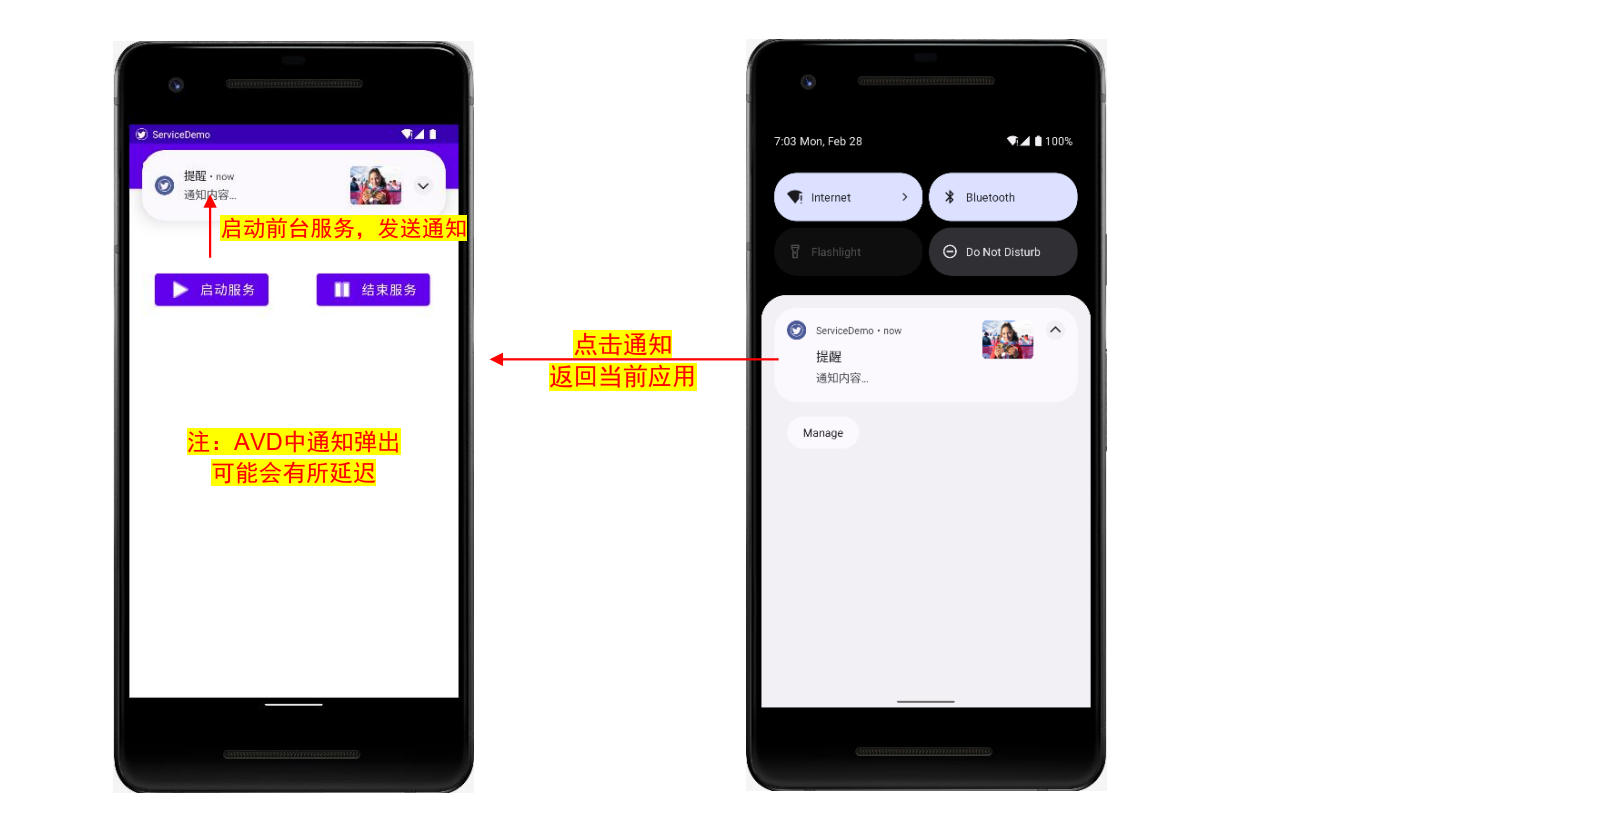 ServiceDemo
提醒 • now
通知内容...
启动前台服务，发送通知
启动服务
结束服务
注：AVD中通知弹出
可能会有所延迟
点击通知
返回当前应用
7:03 Mon, Feb 28
100%
Internet
Bluetooth
Flashlight
Do Not Disturb
ServiceDemo • now
提醒
通知内容...
Manage